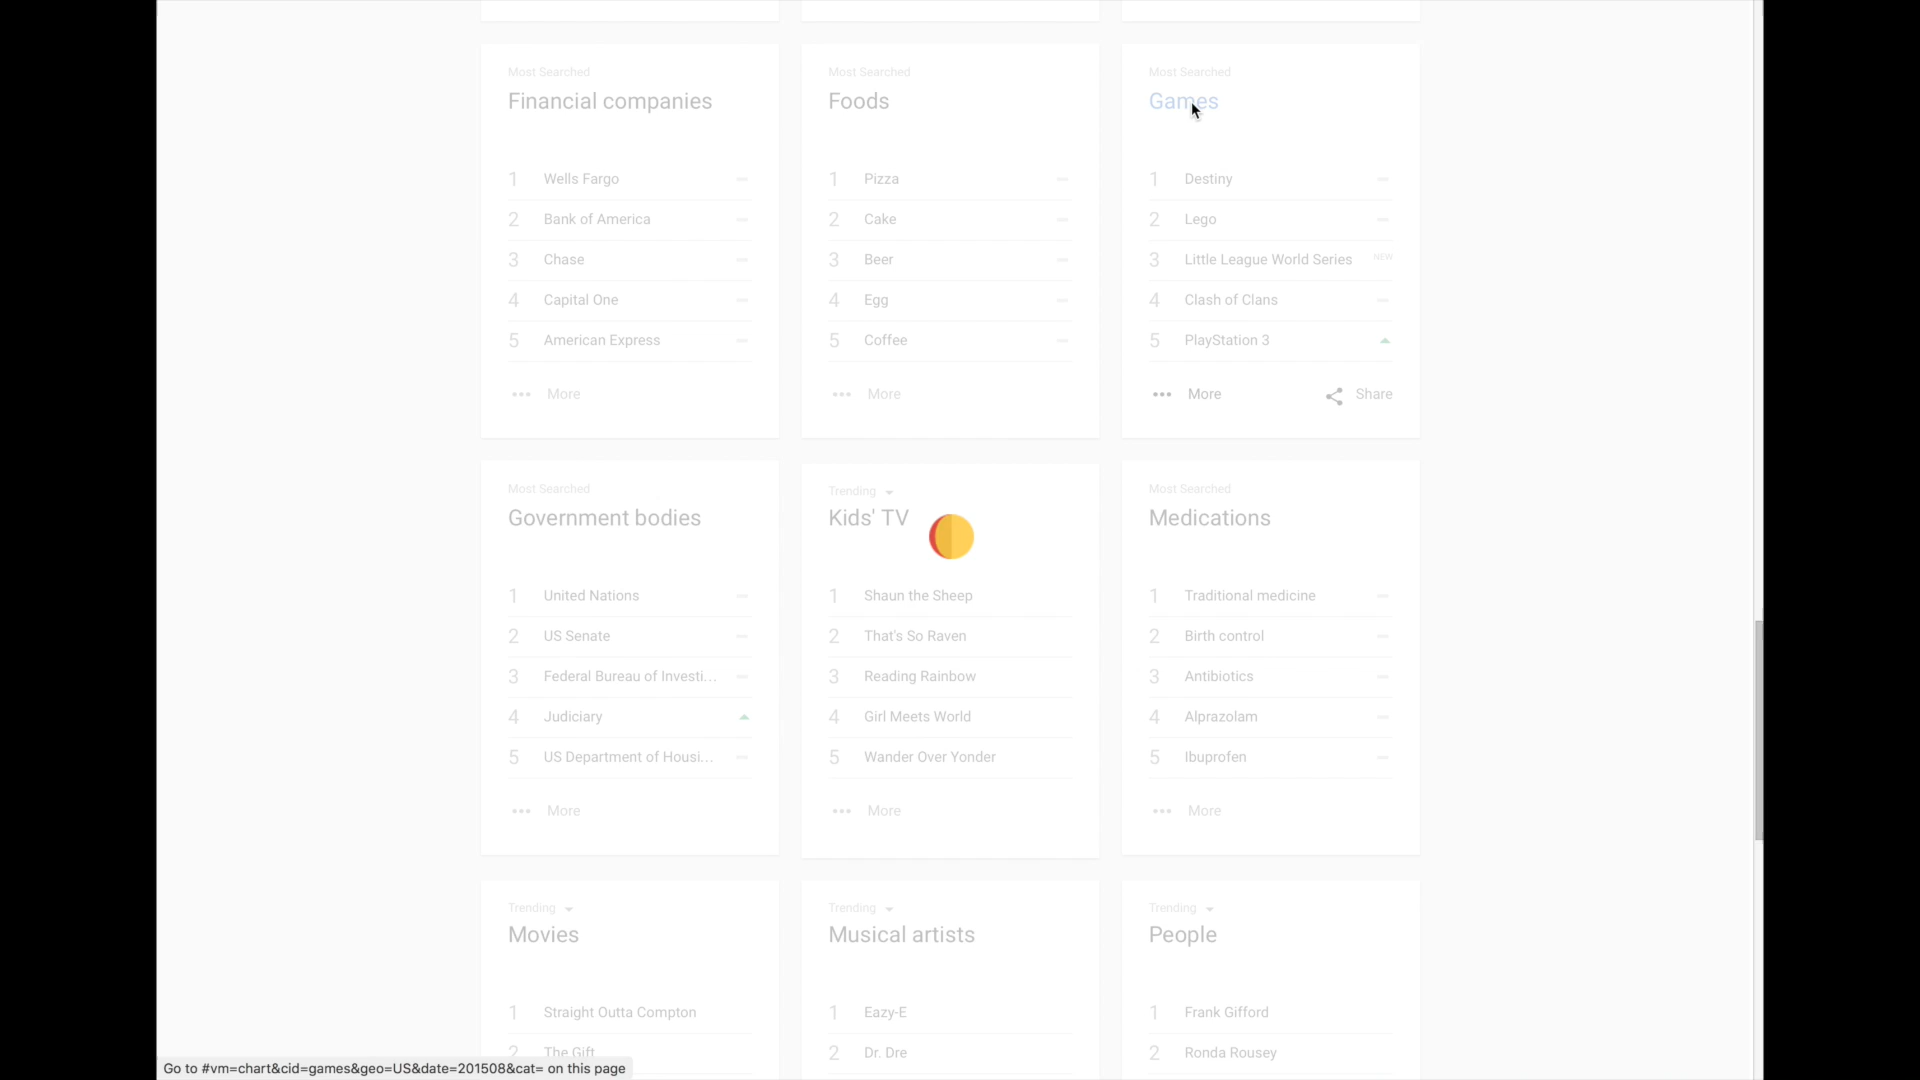 Most Searched
Financial companies
1 Wells Fargo
2 Bank of America
3 Chase
4 Capital One
5 American Express
••• More
Most Searched
Foods
1 Pizza
2 Cake
3 Beer
4 Egg
5 Coffee
••• More
Most Searched
Games
1 Destiny
2 Lego
3 Little League World Series NEW
4 Clash of Clans
5 PlayStation 3
••• More Share
Most Searched
Government bodies
1 United Nations
2 US Senate
3 Federal Bureau of Investi...
4 Judiciary
5 US Department of Housi...
••• More
Trending
Kids' TV
1 Shaun the Sheep
2 That's So Raven
3 Reading Rainbow
4 Girl Meets World
5 Wander Over Yonder
••• More
Most Searched
Medications
1 Traditional medicine
2 Birth control
3 Antibiotics
4 Alprazolam
5 Ibuprofen
••• More
Trending
Movies
1 Straight Outta Compton
2 The Gift
Trending
Musical artists
1 Eazy-E
2 Dr. Dre
Trending
People
1 Frank Gifford
2 Ronda Rousey
Go to #vm=chart&cid=games&geo=US&date=201508&cat= on this page